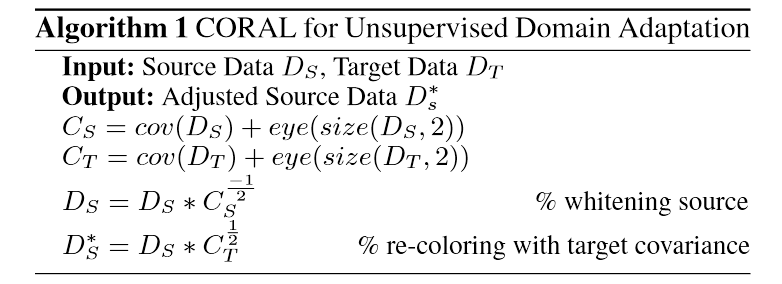 Algorithm 1 CORAL for Unsupervised Domain Adaptation
Input: Source Data $D_S$, Target Data $D_T$
Output: Adjusted Source Data $D_s^*$
$C_S = cov(D_S) + eye(size(D_S, 2))$
$C_T = cov(D_T) + eye(size(D_T, 2))$
$D_S = D_S * C_S^{\frac{-1}{2}}$ % whitening source
$D_S^* = D_S * C_T^{\frac{1}{2}}$ % re-coloring with target covariance